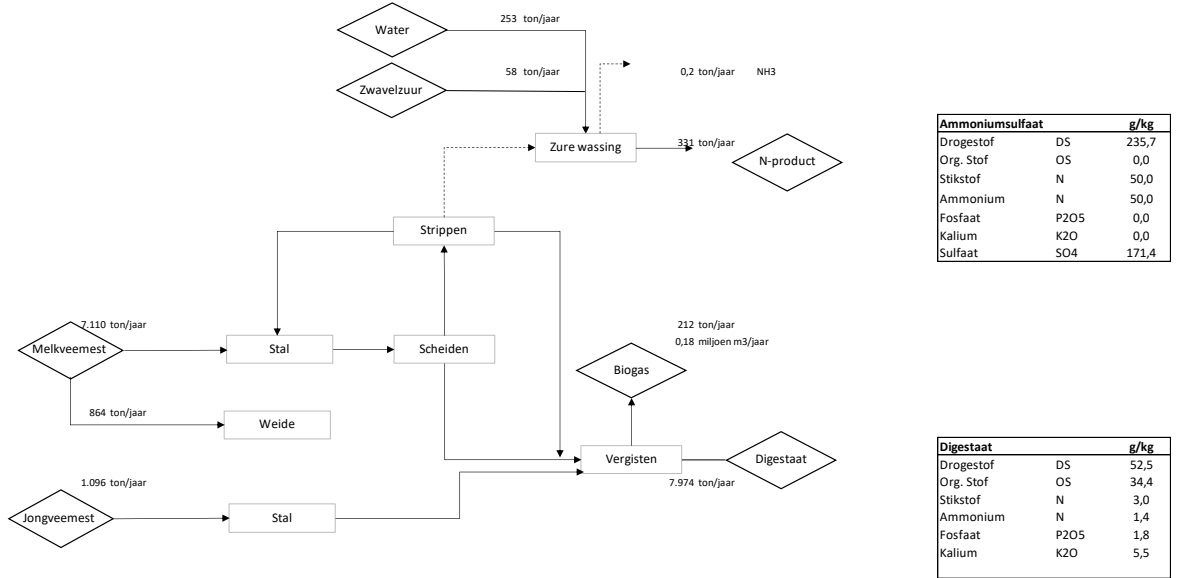 253 ton/jaar
Water
58 ton/jaar
0,2 ton/jaar NH3
Zwavelzuur
331 ton/jaar
Zure wassing
N-product
Strippen
7.110 ton/jaar
Melkveemest
Stal
Scheiden
212 ton/jaar
0,18 miljoen m3/jaar
Biogas
864 ton/jaar
Weide
Vergisten
Digestaat
7.974 ton/jaar
1.096 ton/jaar
Jongveemest
Stal
Ammoniumsulfaat g/kg
Drogestof DS 235,7
Org. Stof OS 0,0
Stikstof N 50,0
Ammonium N 50,0
Fosfaat P2O5 0,0
Kalium K2O 0,0
Sulfaat SO4 171,4
Digestaat g/kg
Drogestof DS 52,5
Org. Stof OS 34,4
Stikstof N 3,0
Ammonium N 1,4
Fosfaat P2O5 1,8
Kalium K2O 5,5